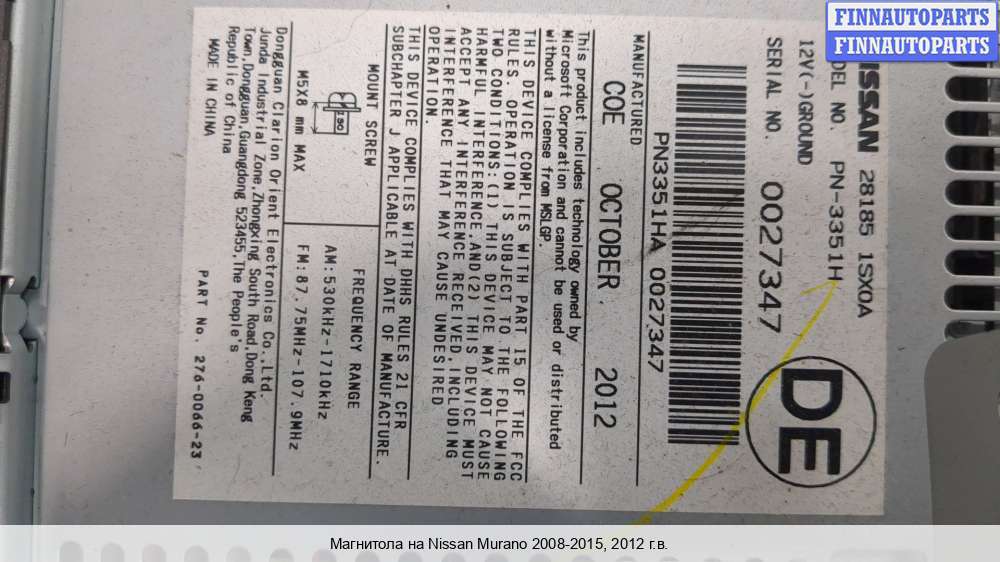 FINNAUTOPARTS
FINNAUTOPARTS
NISSAN 28185 1SX0A
MODEL NO. PN-3351H
12V(-)GROUND
SERIAL NO. 0027347
DE
PN3351HA 0027347
MANUFACTURED
COE OCTOBER. 2012
This product includes technology owned by
Microsoft Corporation and cannot be used or distributed
without a license from MSLGP.
THIS DEVICE COMPLIES WITH PART 15 OF THE FCC
RULES. OPERATION IS SUBJECT TO THE FOLLOWING
TWO CONDITIONS:(1) THIS DEVICE MAY NOT CAUSE
HARMFUL INTERFERENCE,AND(2) THIS DEVICE MUST
ACCEPT ANY INTERFERENCE RECEIVED,INCLUDING
INTERFERENCE THAT MAY CAUSE UNDESIRED
OPERATION.
THIS DEVICE COMPLIES WITH DHHS RULES 21 CFR
SUBCHAPTER J APPLICABLE AT DATE OF MANUFACTURE.
MOUNT SCREW
ISO
M5X8 mm MAX
FREQUENCY RANGE
AM:530kHz-1710kHz
FM:87.75MHz-107.9MHz
Dongguan Clarion Orient Electronics Co.,Ltd.
Junda Industrial Zone,Zhongxing South Road,Dong Keng
Town,Dongguan,Guangdong 523455,The People's
Republic of China
MADE IN CHINA
PART No. 276-0066-23
Магнитола на Nissan Murano 2008-2015, 2012 г.в.